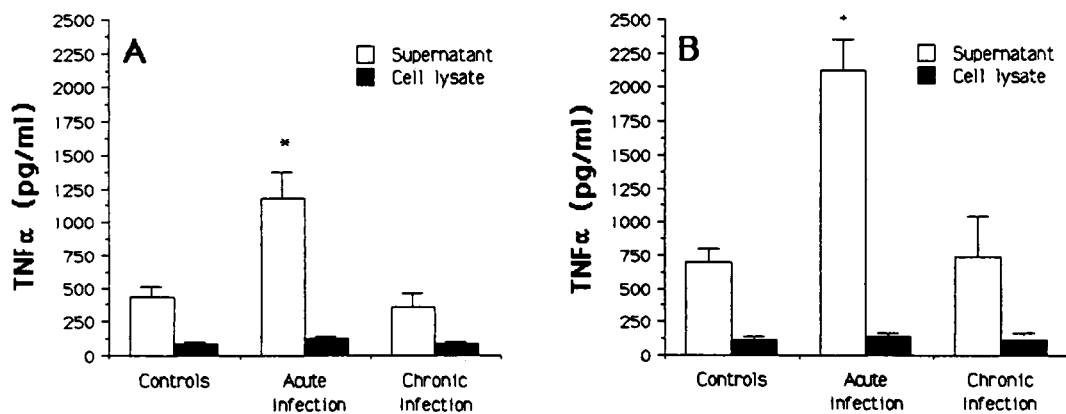 A
TNFα (pg/ml)
2500
2250
2000
1750
1500
1250
1000
750
500
250
0
Supernatant
Cell lysate
*
Controls
Acute
Infection
Chronic
Infection
B
TNFα (pg/ml)
2500
2250
2000
1750
1500
1250
1000
750
500
250
0
Supernatant
Cell lysate
+
Controls
Acute
Infection
Chronic
Infection